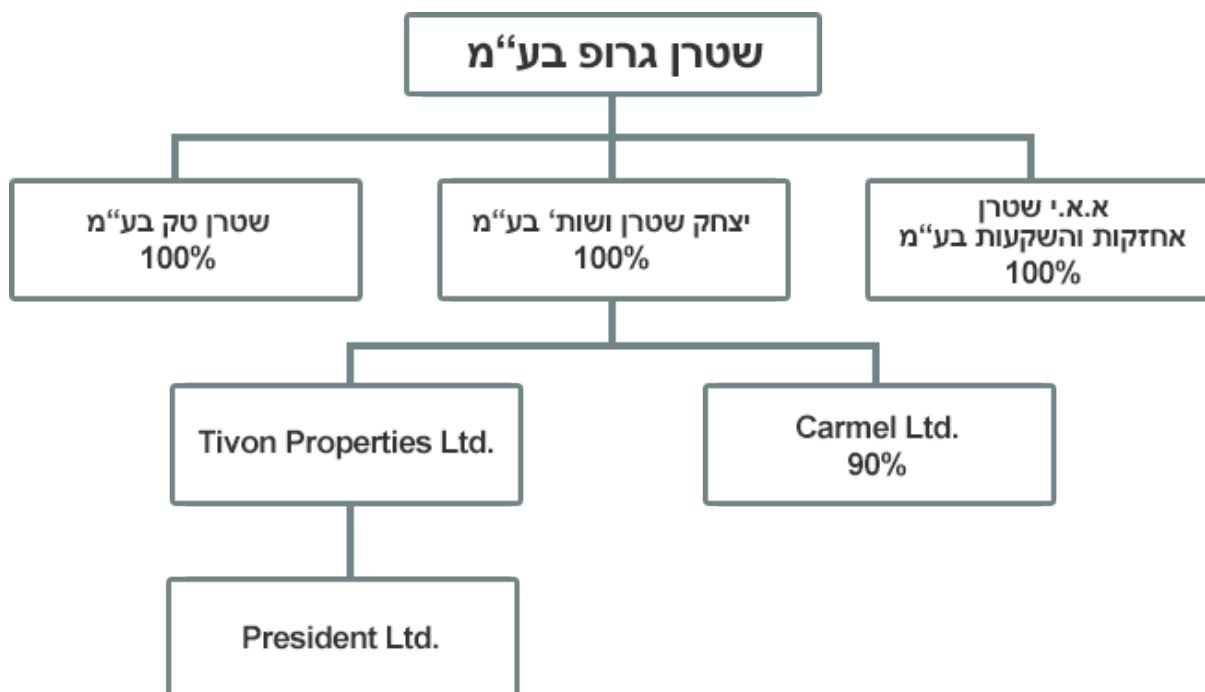 שטרן גרופ בע“מ
א.א.י שטרן
אחזקות והשקעות בע“מ
100%
יצחק שטרן ושות‘ בע“מ
100%
שטרן טק בע“מ
100%
Tivon Properties Ltd.
Carmel Ltd.
90%
President Ltd.